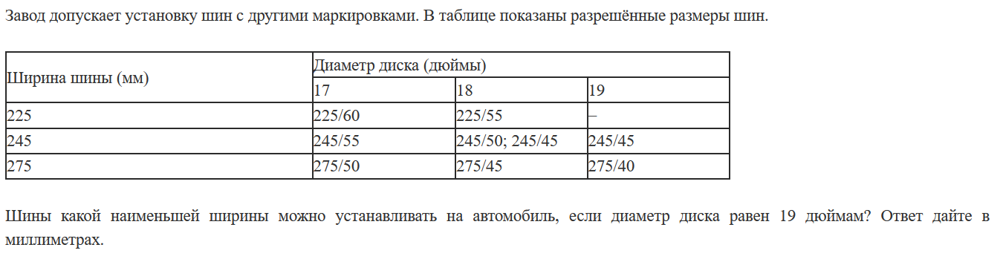 Завод допускает установку шин с другими маркировками. В таблице показаны разрешённые размеры шин.
Ширина шины (мм)
Диаметр диска (дюймы)
17 18 19
225 225/60 225/55 –
245 245/55 245/50; 245/45 245/45
275 275/50 275/45 275/40
Шины какой наименьшей ширины можно устанавливать на автомобиль, если диаметр диска равен 19 дюймам? Ответ дайте в
миллиметрах.